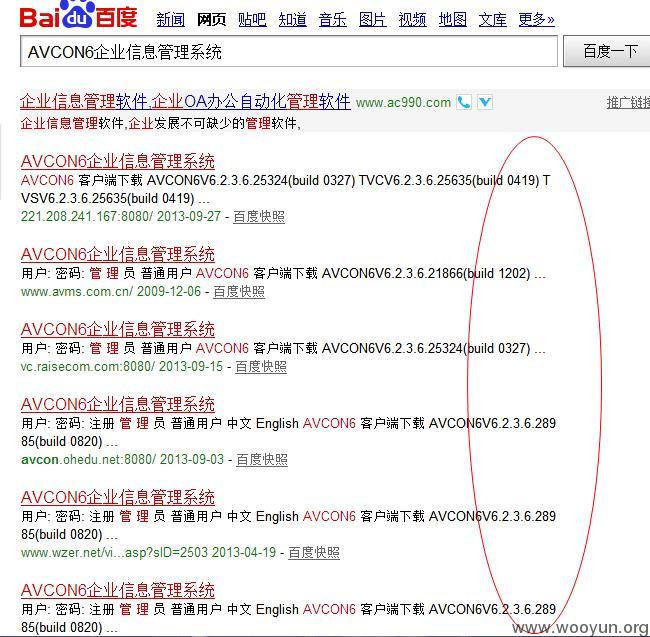 Bai du 百度 新闻 网页 贴吧 知道 音乐 图片 视频 地图 文库 更多»
AVCON6企业信息管理系统 百度一下
企业信息管理软件,企业OA办公自动化管理软件 www.ac990.com 推广链接
企业信息管理软件,企业发展不可缺少的管理软件,
AVCON6企业信息管理系统
AVCON6 客户端下载 AVCON6V6.2.3.6.25324(build 0327) TVCV6.2.3.6.25635(build 0419) T
VSV6.2.3.6.25635(build 0419) ...
221.208.241.167:8080/ 2013-09-27 - 百度快照
AVCON6企业信息管理系统
用户: 密码: 管 理 员 普通用户 AVCON6 客户端下载 AVCON6V6.2.3.6.21866(build 1202) ...
www.avms.com.cn/ 2009-12-06 - 百度快照
AVCON6企业信息管理系统
用户: 密码: 管 理 员 普通用户 AVCON6 客户端下载 AVCON6V6.2.3.6.25324(build 0327) ...
vc.raisecom.com:8080/ 2013-09-15 - 百度快照
AVCON6企业信息管理系统
用户: 密码: 注册 管 理 员 普通用户 中文 English AVCON6 客户端下载 AVCON6V6.2.3.6.289
85(build 0820) ...
avcon.ohedu.net:8080/ 2013-09-03 - 百度快照
AVCON6企业信息管理系统
用户: 密码: 注册 管 理 员 普通用户 中文 English AVCON6 客户端下载 AVCON6V6.2.3.6.289
85(build 0820) ...
www.wzer.net/vi...asp?sID=2503 2013-04-19 - 百度快照
AVCON6企业信息管理系统
用户: 密码: 注册 管 理 员 普通用户 中文 English AVCON6 客户端下载 AVCON6V6.2.3.6.289
85(build 0820) ...
www.wooyun.org